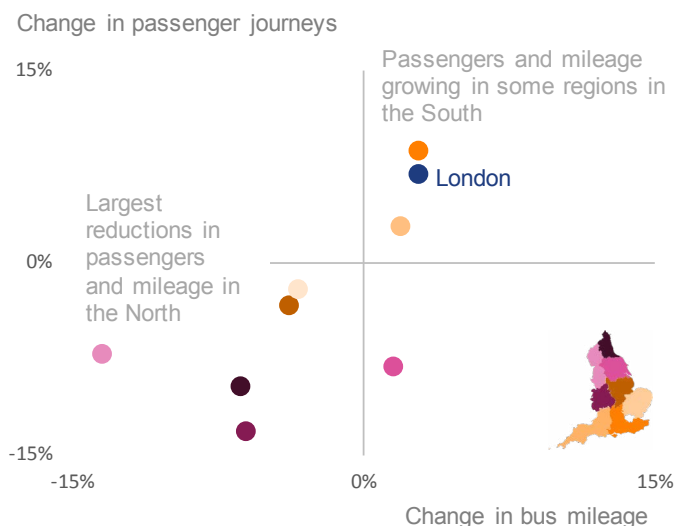 Change in passenger journeys
15%
Passengers and mileage
growing in some regions in
the South
London
Largest
reductions in
passengers
and mileage in
the North
0%
-15%
-15%
0%
15%
Change in bus mileage